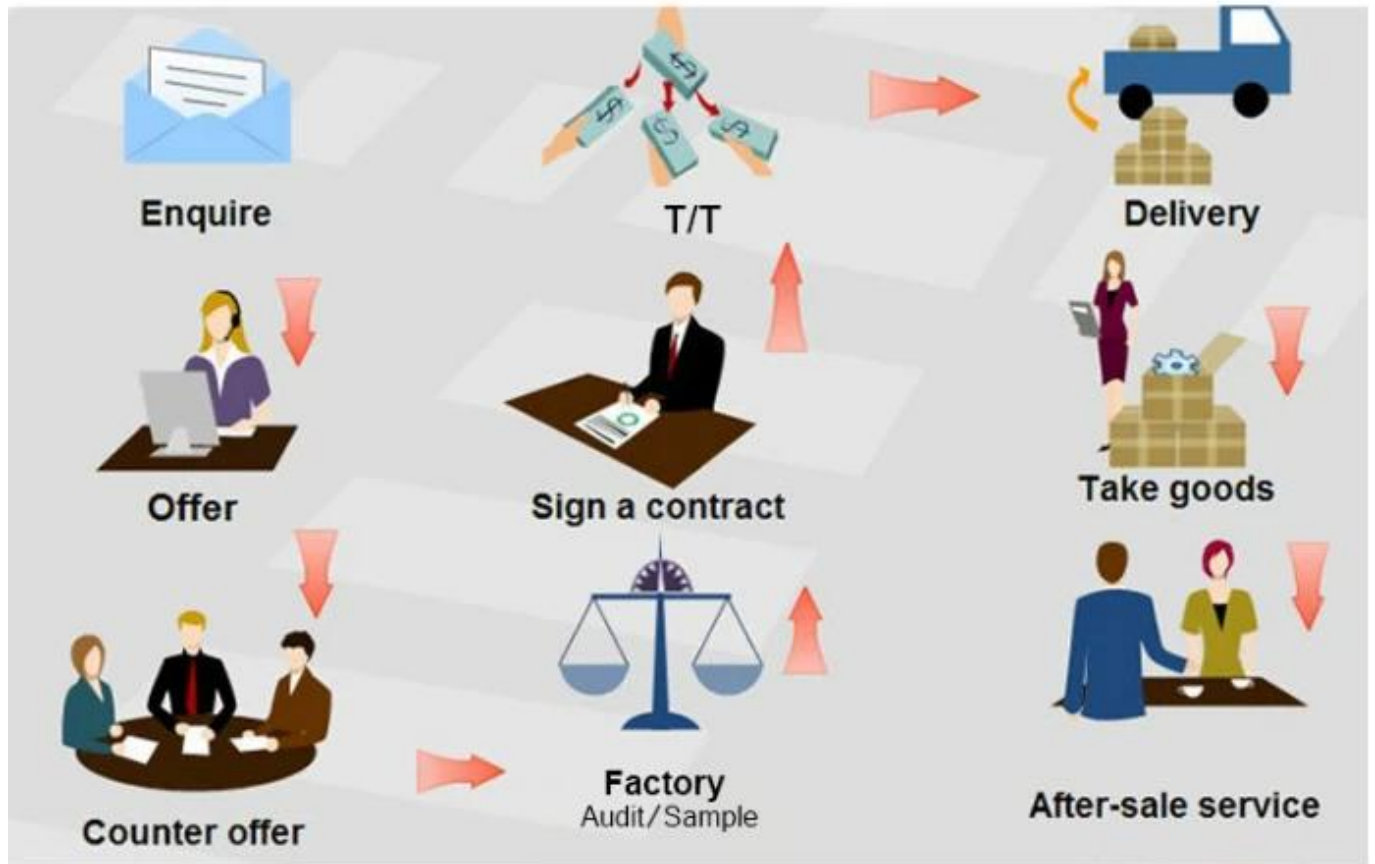 Enquire
T/T
Delivery
Offer
Sign a contract
Take goods
Counter offer
Factory
Audit/Sample
After-sale service